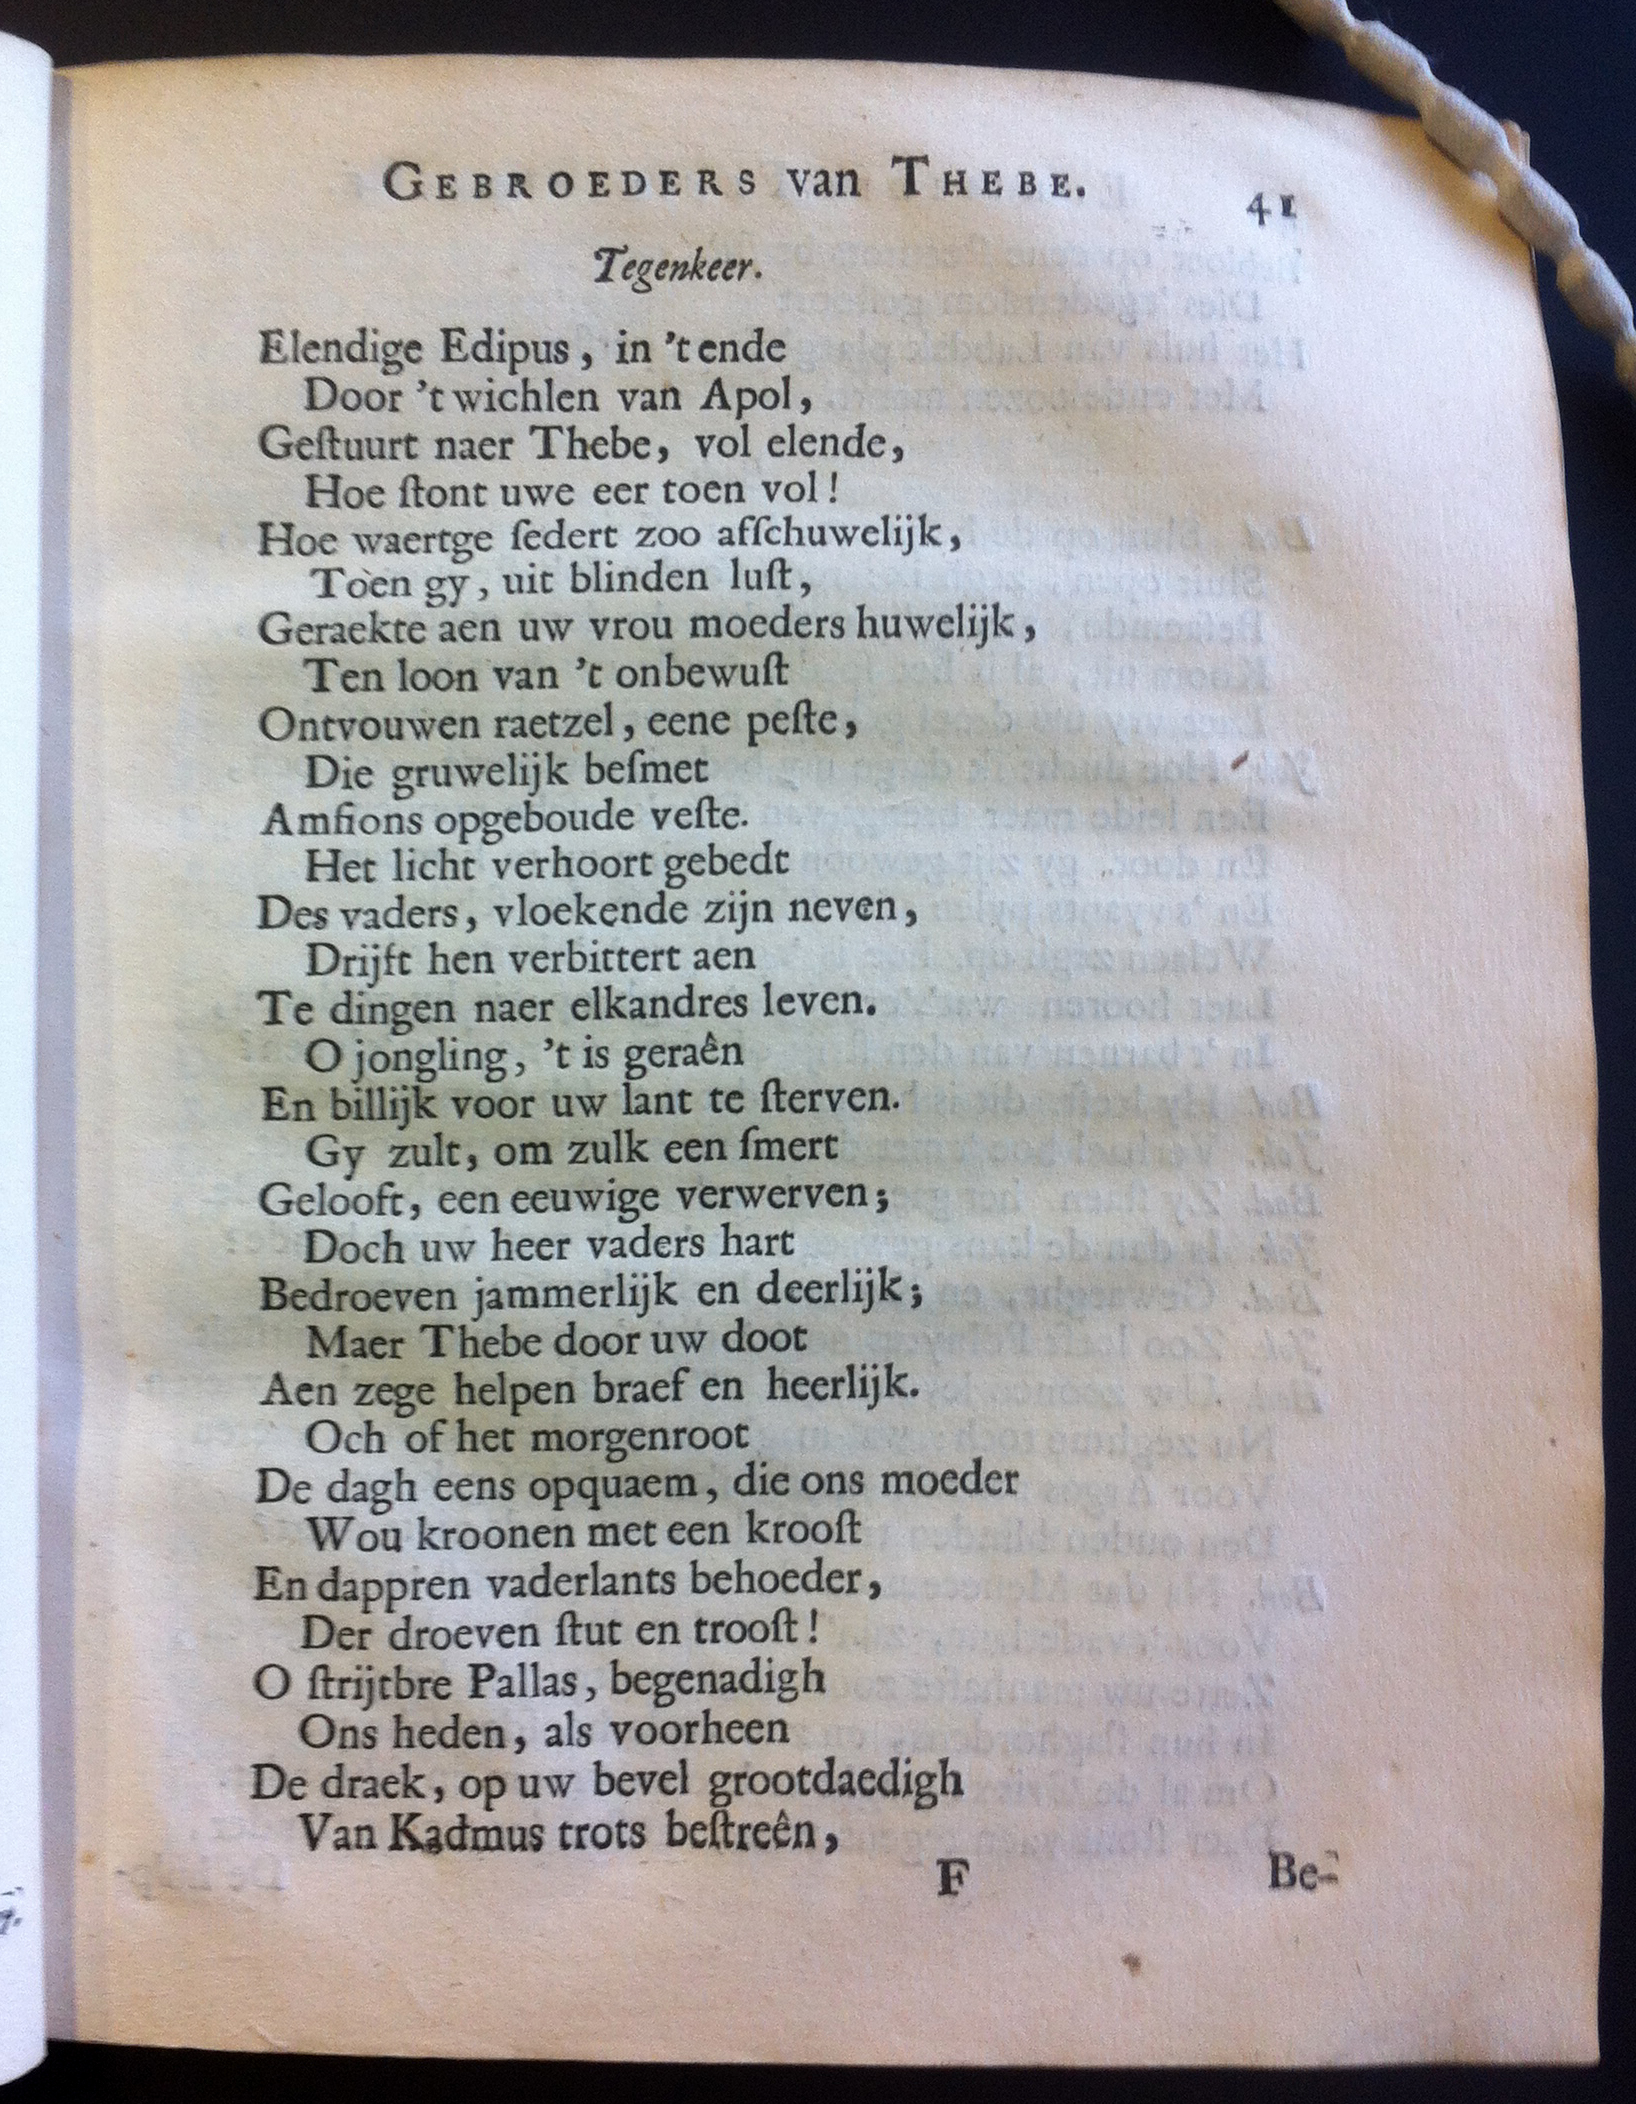 GEBROEDERS van THEBE. 41
Tegenkeer.
Elendige Edipus, in 't ende
Door 't wichlen van Apol,
Geſtuurt naer Thebe, vol elende,
Hoe ſtont uwe eer toen vol!
Hoe waertge ſedert zoo afſchuwelijk,
Toen gy, uit blinden luſt,
Geraekte aen uw vrou moeders huwelijk,
Ten loon van 't onbewuſt
Ontvouwen raetzel, eene peſte,
Die gruwelijk beſmet
Amfions opgeboude veſte.
Het licht verhoort gebedt
Des vaders, vloekende zijn neven,
Drijft hen verbittert aen
Te dingen naer elkandres leven.
O jongling, 't is geraên
En billijk voor uw lant te ſterven.
Gy zult, om zulk een ſmert
Gelooft, een eeuwige verwerven;
Doch uw heer vaders hart
Bedroeven jammerlijk en deerlijk;
Maer Thebe door uw doot
Aen zege helpen braef en heerlijk.
Och of het morgenroot
De dagh eens opquaem, die ons moeder
Wou kroonen met een krooſt
En dappren vaderlants behoeder,
Der droeven ſtut en trooſt!
O ſtrijtbre Pallas, begenadigh
Ons heden, als voorheen
De draek, op uw bevel grootdaedigh
Van Kadmus trots beſtreên,
F Be-